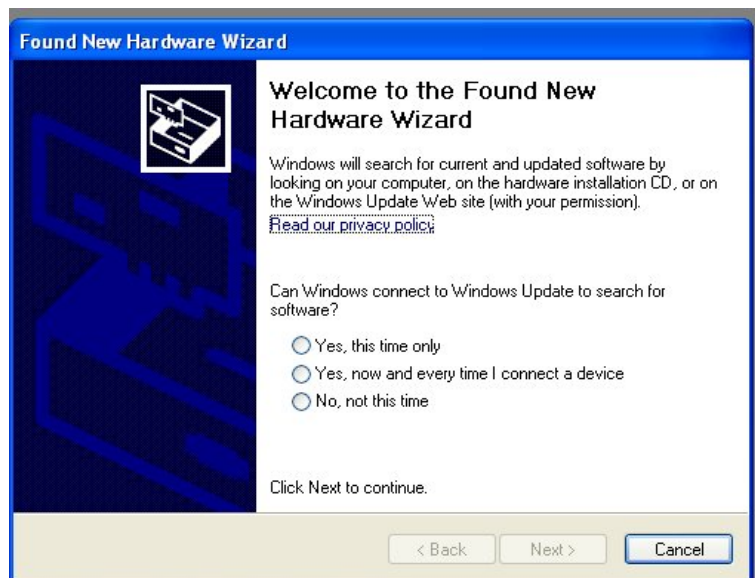 Found New Hardware Wizard
Welcome to the Found New
Hardware Wizard
Windows will search for current and updated software by
looking on your computer, on the hardware installation CD, or on
the Windows Update Web site (with your permission).
Read our privacy policy
Can Windows connect to Windows Update to search for
software?
Yes, this time only
Yes, now and every time I connect a device
No, not this time
Click Next to continue.
< Back
Next >
Cancel